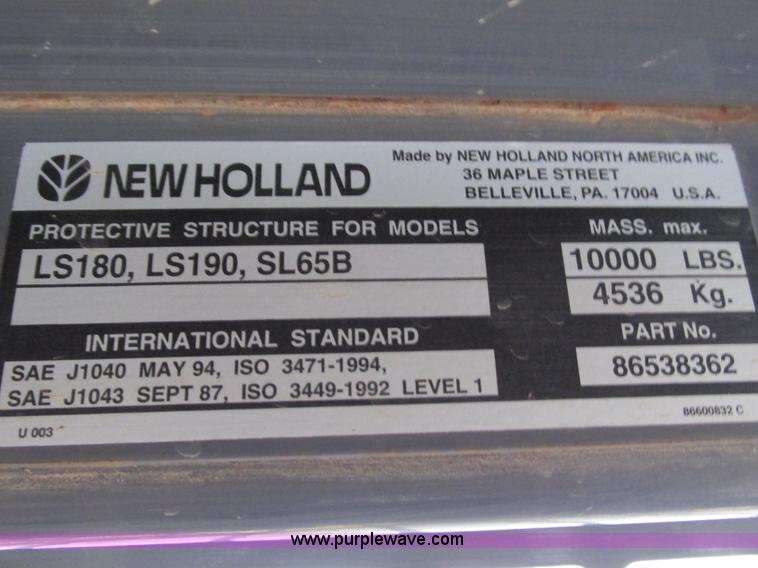 NEW HOLLAND
Made by NEW HOLLAND NORTH AMERICA INC.
36 MAPLE STREET
BELLEVILLE, PA. 17004 U.S.A.
PROTECTIVE STRUCTURE FOR MODELS
LS180, LS190, SL65B
MASS. max.
10000 LBS.
4536 Kg.
INTERNATIONAL STANDARD
SAE J1040 MAY 94, ISO 3471-1994,
SAE J1043 SEPT 87, ISO 3449-1992 LEVEL 1
PART No.
86538362
U 003
86600832 C
www.purplewave.com